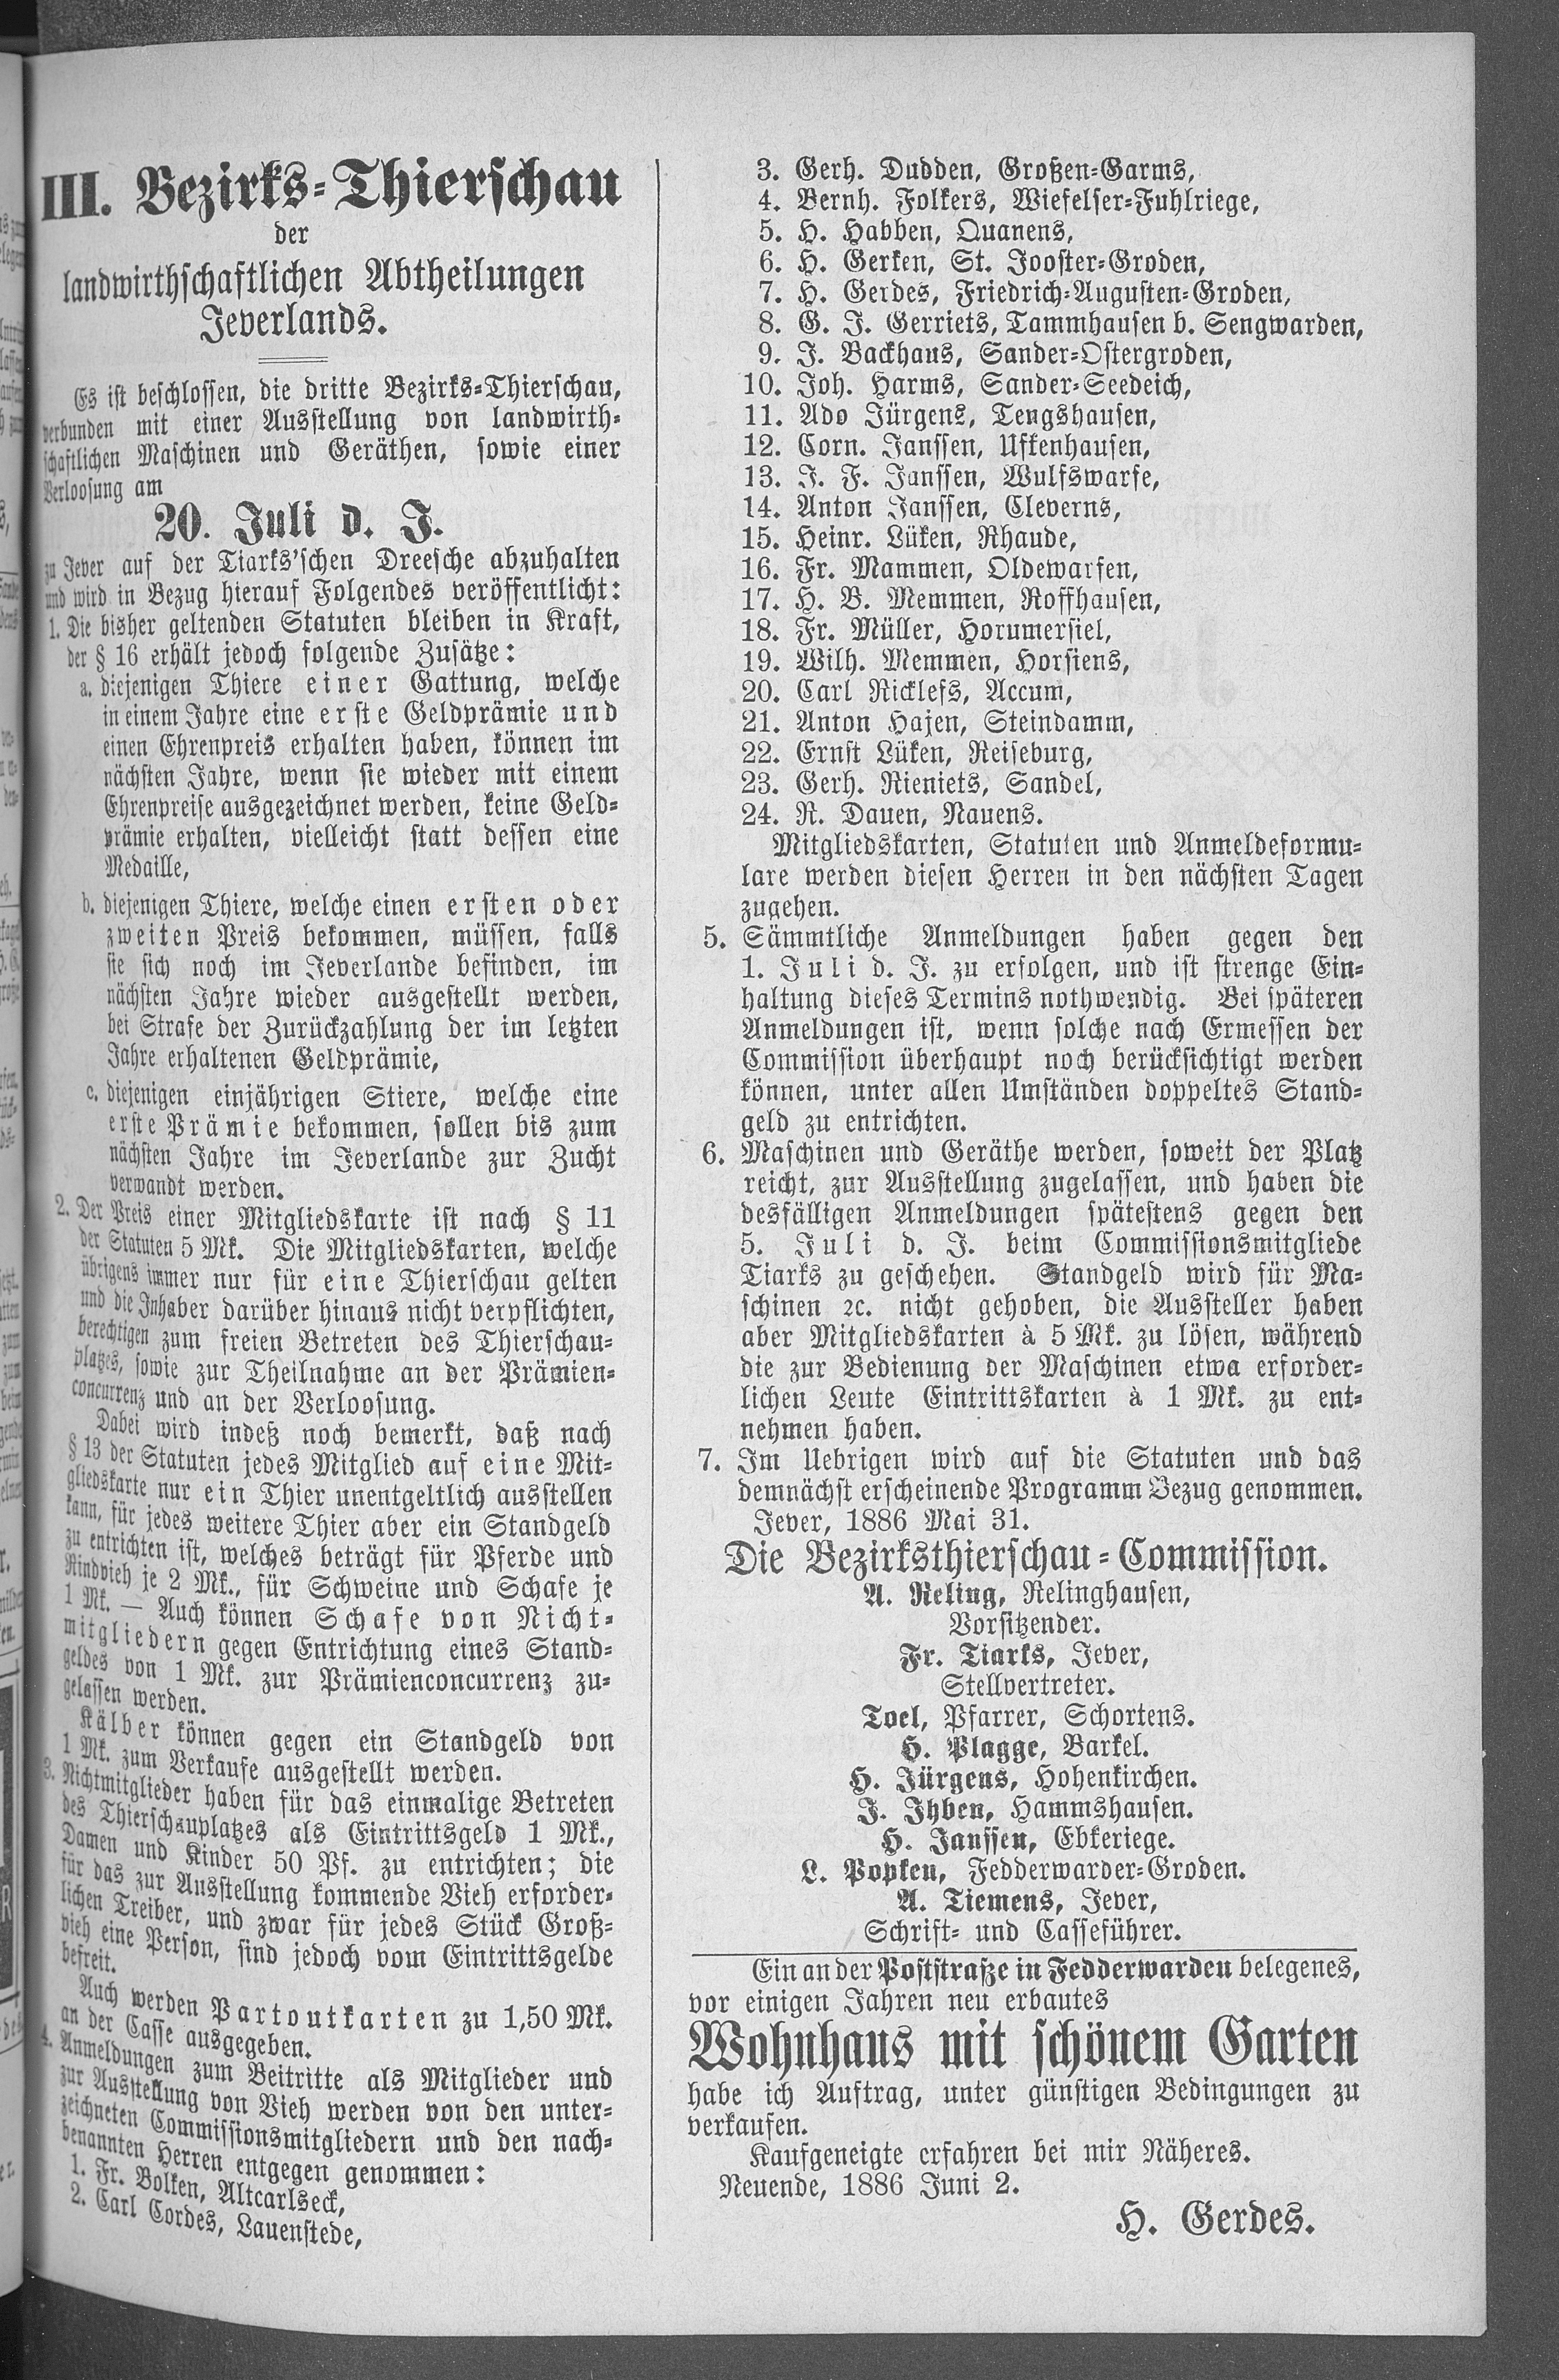 III. Bezirks-Thierschau
der
landwirthschaftlichen Abtheilungen
Jeverlands.
Es ist beschlossen, die dritte Bezirks-Thierschau,
verbunden mit einer Ausstellung von landwirth-
schaftlichen Maschinen und Geräthen, sowie einer
Verloosung am
20. Juli d. J.
zu Jever auf der Tiarks'schen Dreesche abzuhalten
und wird in Bezug hierauf Folgendes veröffentlicht:
1. Die bisher geltenden Statuten bleiben in Kraft,
der § 16 erhält jedoch folgende Zusätze:
a. diejenigen Thiere einer Gattung, welche
in einem Jahre eine erste Geldprämie und
einen Ehrenpreis erhalten haben, können im
nächsten Jahre, wenn sie wieder mit einem
Ehrenpreise ausgezeichnet werden, keine Geld-
prämie erhalten, vielleicht statt dessen eine
Medaille,
b. diejenigen Thiere, welche einen ersten oder
zweiten Preis bekommen, müssen, falls
sie sich noch im Jeverlande befinden, im
nächsten Jahre wieder ausgestellt werden,
bei Strafe der Zurückzahlung der im letzten
Jahre erhaltenen Geldprämie,
c. diejenigen einjährigen Stiere, welche eine
erste Prämie bekommen, sollen bis zum
nächsten Jahre im Jeverlande zur Zucht
verwandt werden.
2. Der Preis einer Mitgliedskarte ist nach § 11
der Statuten 5 Mk. Die Mitgliedskarten, welche
übrigens immer nur für eine Thierschau gelten
und die Inhaber darüber hinaus nicht verpflichten,
berechtigen zum freien Betreten des Thierschau-
platzes, sowie zur Theilnahme an der Prämien-
concurrenz und an der Verloosung.
Dabei wird indeß noch bemerkt, daß nach
§ 13 der Statuten jedes Mitglied auf eine Mit-
gliedskarte nur ein Thier unentgeltlich ausstellen
kann, für jedes weitere Thier aber ein Standgeld
zu entrichten ist, welches beträgt für Pferde und
Rindvieh je 2 Mk., für Schweine und Schafe je
1 Mk. — Auch können Schafe von Nicht-
mitgliedern gegen Entrichtung eines Stand-
geldes von 1 Mk. zur Prämienconcurrenz zu-
gelassen werden.
Kälber können gegen ein Standgeld von
1 Mk. zum Verkaufe ausgestellt werden.
3. Nichtmitglieder haben für das einmalige Betreten
des Thierschauplatzes als Eintrittsgeld 1 Mk.,
Damen und Kinder 50 Pf. zu entrichten; die
für das zur Ausstellung kommende Vieh erforder-
lichen Treiber, und zwar für jedes Stück Groß-
vieh eine Person, sind jedoch vom Eintrittsgelde
befreit.
Auch werden Partoutkarten zu 1,50 Mk.
an der Casse ausgegeben.
4. Anmeldungen zum Beitritte als Mitglieder und
zur Ausstellung von Vieh werden von den unter-
zeichneten Commissionsmitgliedern und den nach-
benannten Herren entgegen genommen:
1. Fr. Bolken, Altcarlseck,
2. Carl Cordes, Lauenstede,
3. Gerh. Dudden, Großen-Garms,
4. Bernh. Folkers, Wiefelser-Fuhlriege,
5. H. Habben, Quanens,
6. H. Gerken, St. Jooster-Groden,
7. H. Gerdes, Friedrich-Augusten-Groden,
8. G. J. Gerriets, Tammhausen b. Sengwarden,
9. J. Backhaus, Sander-Ostergroden,
10. Joh. Harms, Sander-Seedeich,
11. Ado Jürgens, Tengshausen,
12. Corn. Janssen, Ufkenhausen,
13. J. F. Janssen, Wulfswarfe,
14. Anton Janssen, Cleverns,
15. Heinr. Lüken, Rhaude,
16. Fr. Mammen, Oldewarfen,
17. H. B. Memmen, Roffhausen,
18. Fr. Müller, Horumersiel,
19. Wilh. Memmen, Horsiens,
20. Carl Ricklefs, Accum,
21. Anton Hajen, Steindamm,
22. Ernst Lüken, Reiseburg,
23. Gerh. Rieniets, Sandel,
24. R. Dauen, Nauens.
Mitgliedskarten, Statuten und Anmeldeformu-
lare werden diesen Herren in den nächsten Tagen
zugehen.
5. Sämmtliche Anmeldungen haben gegen den
1. Juli d. J. zu erfolgen, und ist strenge Ein-
haltung dieses Termins nothwendig. Bei späteren
Anmeldungen ist, wenn solche nach Ermessen der
Commission überhaupt noch berücksichtigt werden
können, unter allen Umständen doppeltes Stand-
geld zu entrichten.
6. Maschinen und Geräthe werden, soweit der Platz
reicht, zur Ausstellung zugelassen, und haben die
desfälligen Anmeldungen spätestens gegen den
5. Juli d. J. beim Commissionsmitgliede
Tiarks zu geschehen. Standgeld wird für Ma-
schinen ꝛc. nicht gehoben, die Aussteller haben
aber Mitgliedskarten à 5 Mk. zu lösen, während
die zur Bedienung der Maschinen etwa erforder-
lichen Leute Eintrittskarten à 1 Mk. zu ent-
nehmen haben.
7. Im Uebrigen wird auf die Statuten und das
demnächst erscheinende Programm Bezug genommen.
Jever, 1886 Mai 31.
Die Bezirksthierschau-Commission.
A. Reling, Relinghausen,
Vorsitzender.
Fr. Tiarks, Jever,
Stellvertreter.
Toel, Pfarrer, Schortens.
H. Plagge, Barkel.
H. Jürgens, Hohenkirchen.
J. Ihben, Hammshausen.
H. Janssen, Ebkeriege.
L. Popken, Fedderwarder-Groden.
A. Tiemens, Jever,
Schrift- und Casseführer.
Ein an der Poststraße in Fedderwarden belegenes,
vor einigen Jahren neu erbautes
Wohnhaus mit schönem Garten
habe ich Auftrag, unter günstigen Bedingungen zu
verkaufen.
Kaufgeneigte erfahren bei mir Näheres.
Neuende, 1886 Juni 2.
H. Gerdes.